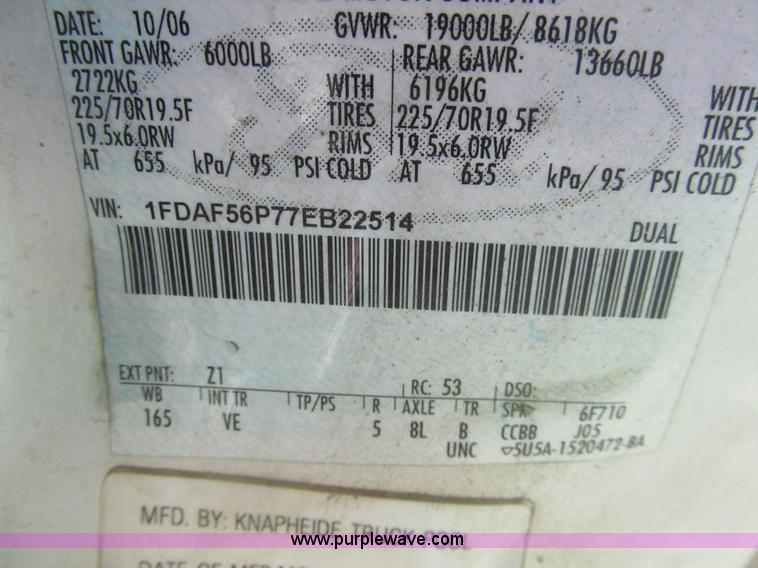 MOTOR COMPANY
DATE: 10/06 GVWR: 19000LB/ 8618KG
FRONT GAWR: 6000LB REAR GAWR: 13660LB
2722KG WITH 6196KG WITH
225/70R19.5F TIRES 225/70R19.5F TIRES
19.5x6.0RW RIMS 19.5x6.0RW RIMS
AT 655 kPa/ 95 PSI COLD AT 655 kPa/ 95 PSI COLD
VIN: 1FDAF56P77EB22514 DUAL
EXT PNT: Z1 RC: 53 DSO:
WB INT TR TP/PS R AXLE TR SPR 6F710
165 VE 5 8L B CCBB J05
UNC ▽5U5A-1520472-BA
MFD. BY: KNAPHEIDE TRUCK
www.purplewave.com